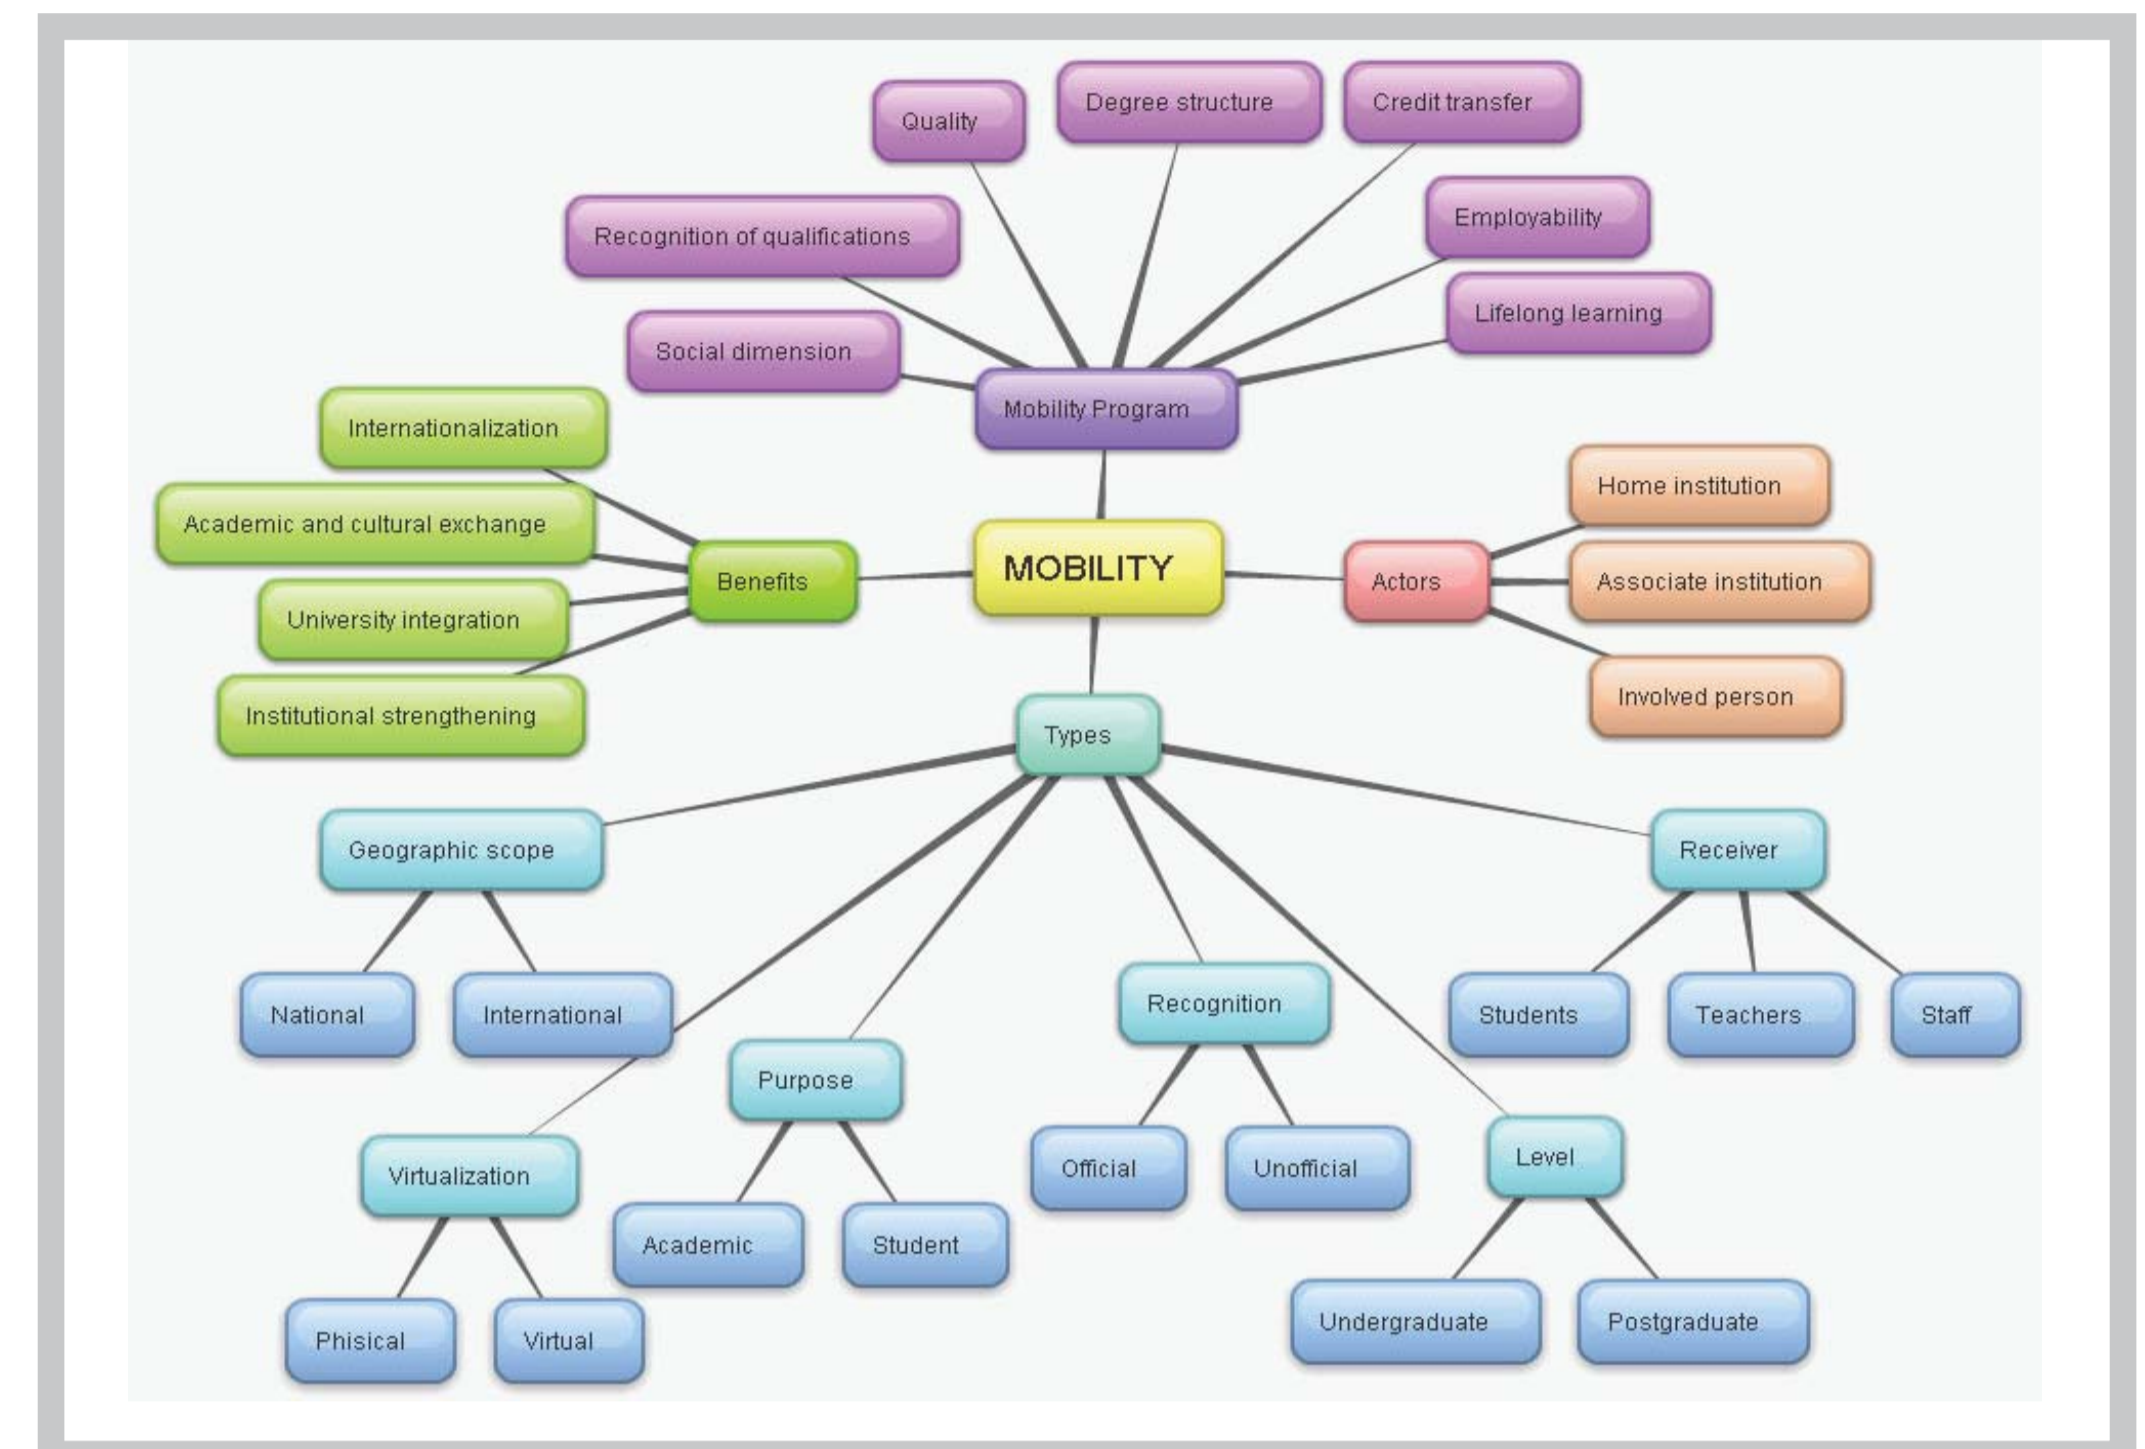 Quality
Degree structure
Credit transfer
Recognition of qualifications
Employability
Social dimension
Lifelong learning
Mobility Program
Internationalization
Academic and cultural exchange
University integration
Institutional strengthening
Benefits
MOBILITY
Actors
Home institution
Associate institution
Involved person
Types
Geographic scope
Receiver
National
International
Recognition
Students
Teachers
Staff
Purpose
Virtualization
Official
Unofficial
Level
Academic
Student
Phisical
Virtual
Undergraduate
Postgraduate